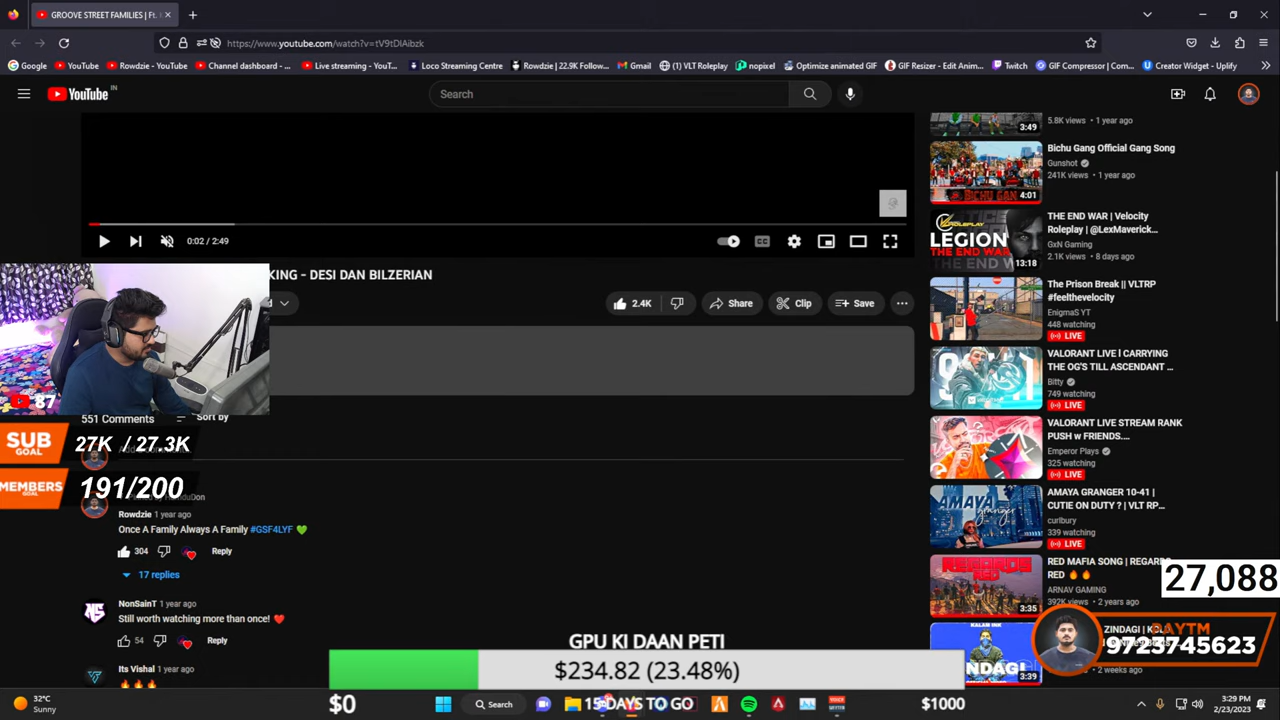 GROOVE STREET FAMILIES | Ft.
https://www.youtube.com/watch?v=tV9tDlAibzk
Google
YouTube
Rowdzie - YouTube
Channel dashboard - ...
Live streaming - YouT...
Loco Streaming Centre
Rowdzie | 22.9K Follow...
Gmail
(1) VLT Roleplay
nopixel
Optimize animated GIF
GIF Resizer - Edit Anim...
Twitch
GIF Compressor | Com...
Creator Widget - Uplify
YouTube IN
Search
0:02 / 2:49
KING - DESI DAN BILZERIAN
2.4K
Share
Clip
Save
87
551 Comments
Sort by
SUB GOAL
27K / 27.3K
MEMBERS GOAL
191/200
Rowdzie 1 year ago
Once A Family Always A Family #GSF4LYF 💚
304
Reply
17 replies
NonSainT 1 year ago
Still worth watching more than once! ❤️
54
Reply
Its Vishal 1 year ago
🔥🔥🔥
3:49
5.8K views • 1 year ago
BICHU GANG
4:01
Bichu Gang Official Gang Song
Gunshot
241K views • 1 year ago
LEGION
THE END WAR
13:18
THE END WAR | Velocity
Roleplay | @LexMaverick...
GxN Gaming
2.1K views • 8 days ago
The Prison Break || VLTRP
#feelthevelocity
EnigmaS YT
448 watching
LIVE
VALORANT LIVE l CARRYING
THE OG'S TILL ASCENDANT ...
Bitty
749 watching
LIVE
VALORANT LIVE STREAM RANK
PUSH w FRIENDS....
Emperor Plays
325 watching
LIVE
AMAYA
granger
AMAYA GRANGER 10-41 |
CUTIE ON DUTY ? | VLT RP...
curlbury
339 watching
LIVE
3:35
RED MAFIA SONG | REGARDS
RED 🔥🔥
ARNAV GAMING
392K views • 2 years ago
3:39
ZINDAGI |
2 weeks ago
27,088
PAYTM
9723745623
GPU KI DAAN PETI
$234.82 (23.48%)
$0
15 DAYS TO GO
$1000
32°C
Sunny
Search
3:29 PM
2/23/2023